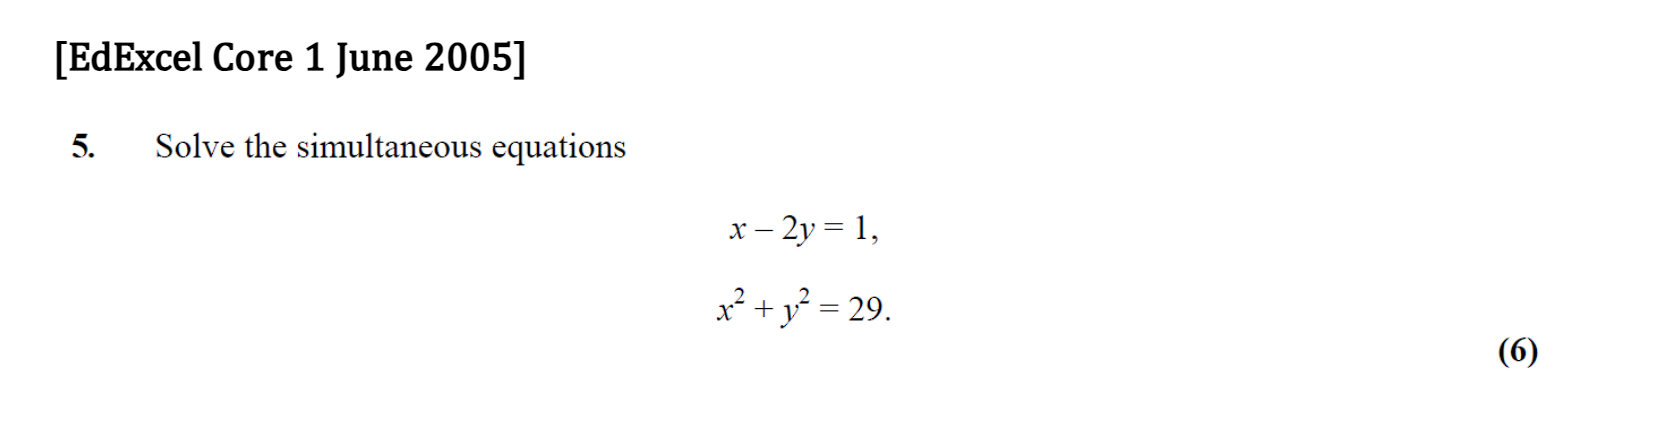 [EdExcel Core 1 June 2005]
5. Solve the simultaneous equations
x – 2y = 1,
x² + y² = 29.
(6)